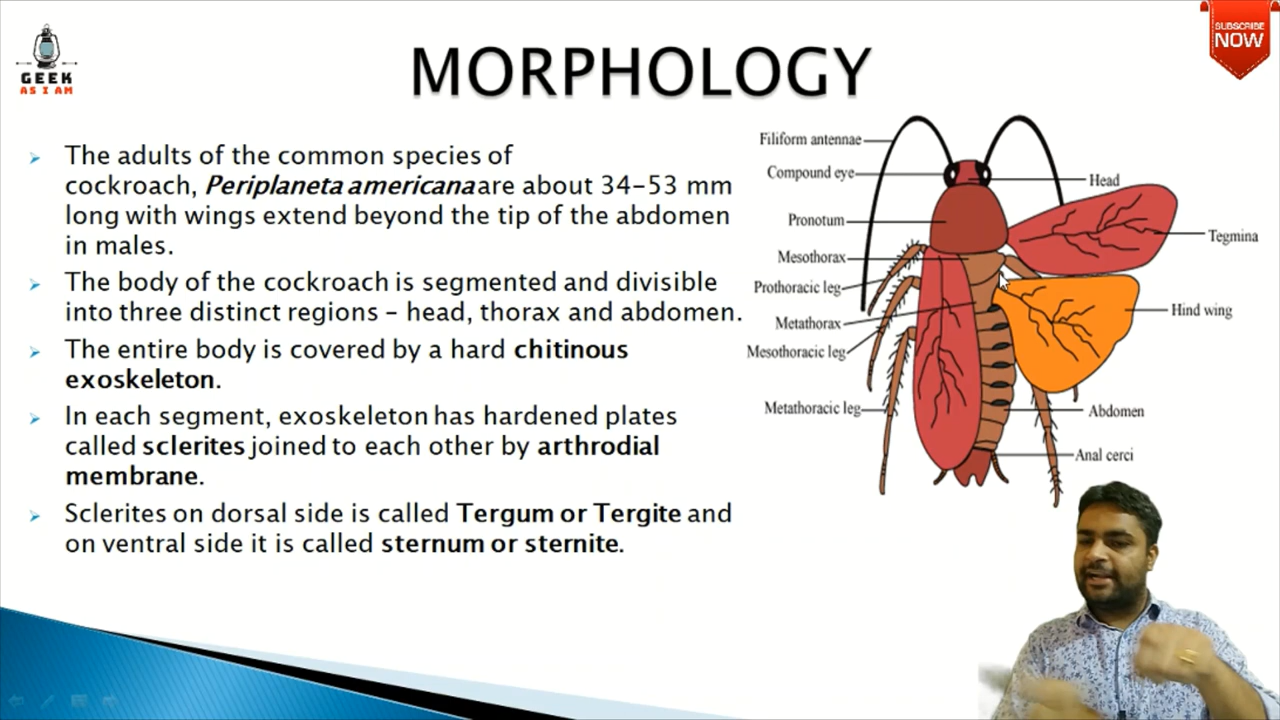 GEEK
AS I AM
SUBSCRIBE
NOW
MORPHOLOGY
The adults of the common species of
cockroach, Periplaneta americana are about 34–53 mm
long with wings extend beyond the tip of the abdomen
in males.
The body of the cockroach is segmented and divisible
into three distinct regions – head, thorax and abdomen.
The entire body is covered by a hard chitinous
exoskeleton.
In each segment, exoskeleton has hardened plates
called sclerites joined to each other by arthrodial
membrane.
Sclerites on dorsal side is called Tergum or Tergite and
on ventral side it is called sternum or sternite.
Filiform antennae
Compound eye
Pronotum
Mesothorax
Prothoracic leg
Metathorax
Mesothoracic leg
Metathoracic leg
Head
Tegmina
Hind wing
Abdomen
Anal cerci